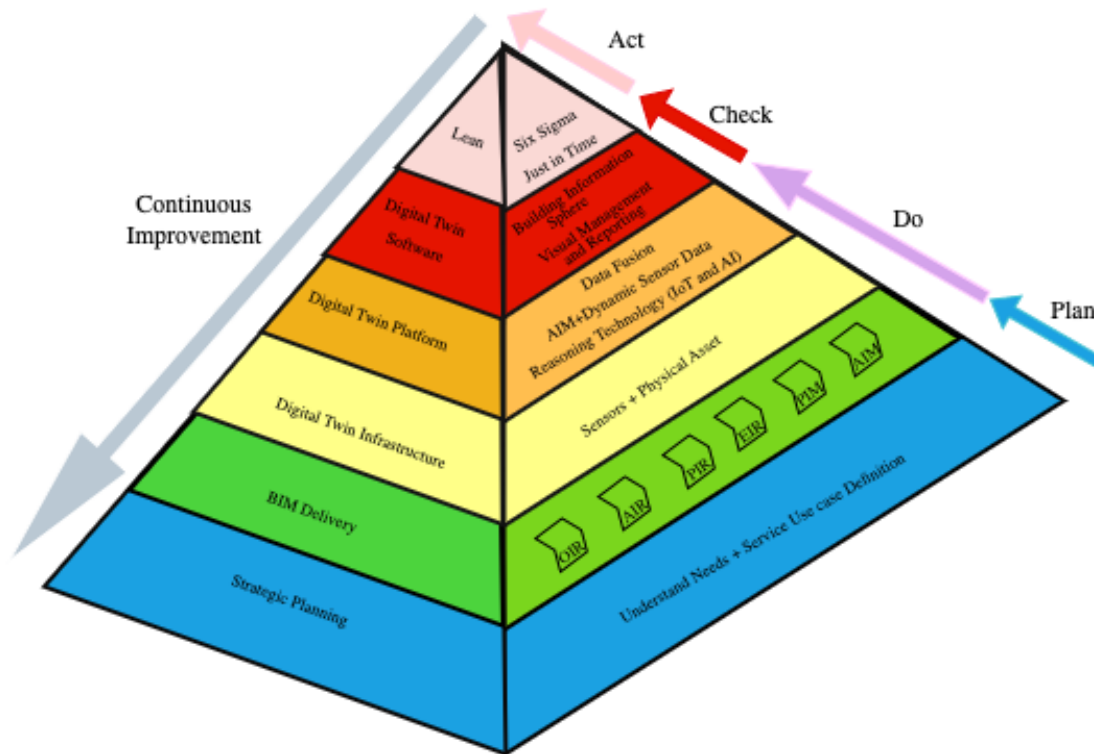 Act
Check
Do
Plan
Continuous
Improvement
Lean
Six Sigma
Just in Time
Digital Twin
Software
Building Information
Sphere
Visual Management
and Reporting
Digital Twin Platform
Data Fusion
AIM+Dynamic Sensor Data
Reasoning Technology (IoT and AI)
Digital Twin Infrastructure
Sensors + Physical Asset
BIM Delivery
OIR
AIR
PIR
EIR
PIM
AIM
Strategic Planning
Understand Needs + Service Use case Definition